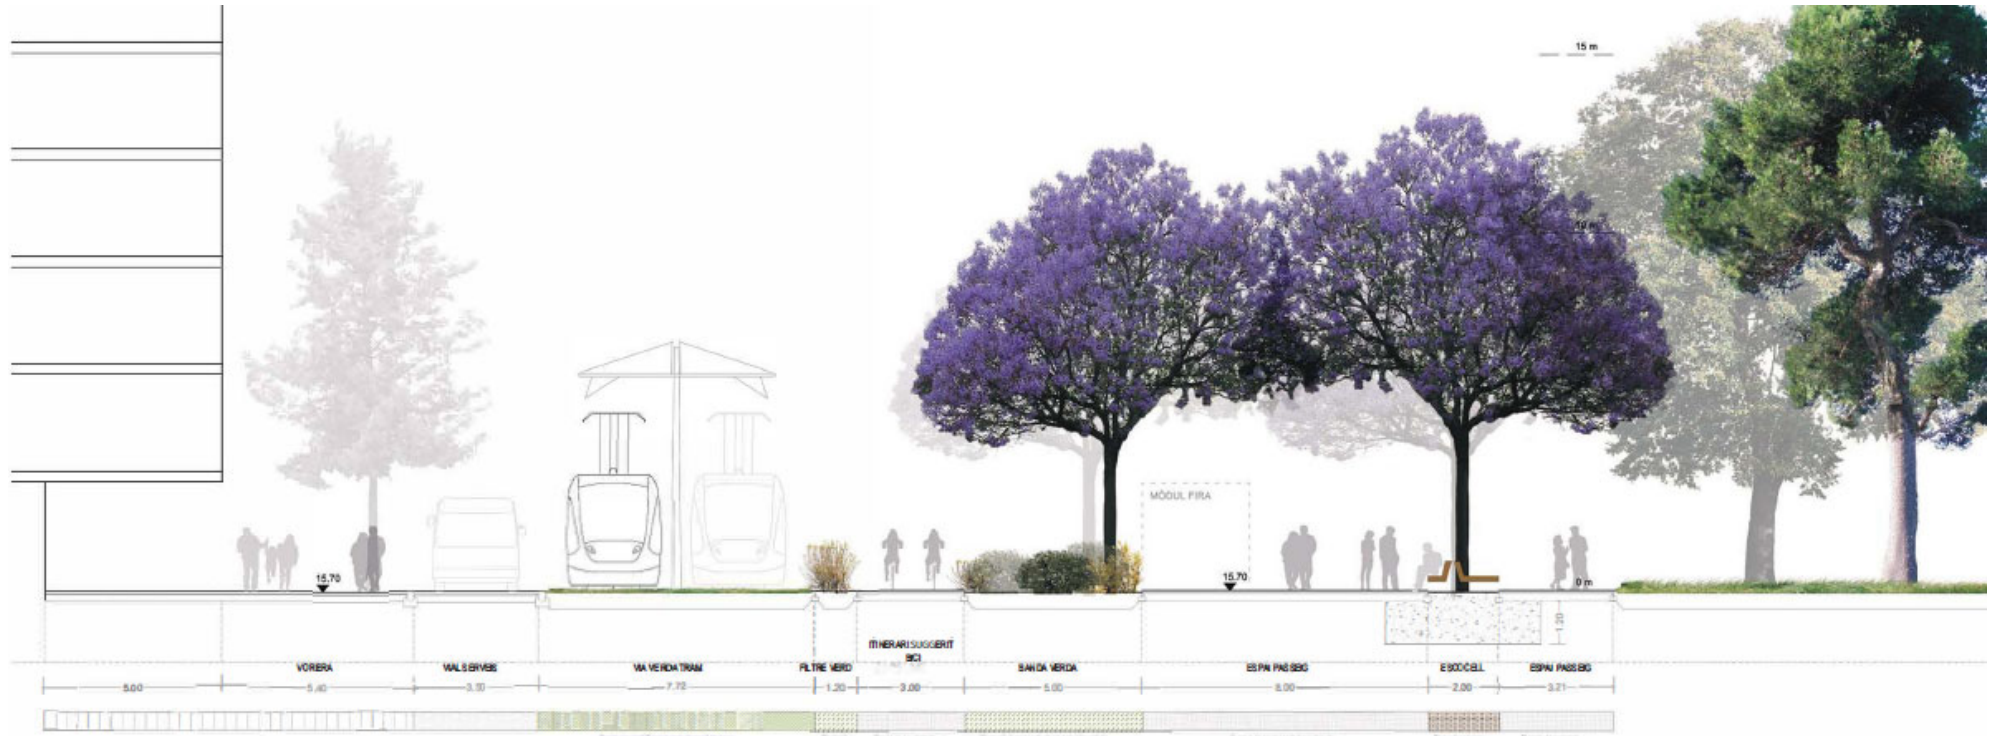 15 m
10 m
MÒDUL FIRA
15.70
15.70
0 m
1.20
ITINERARI SUGGERIT
BICI
VORERA
VIAL SERVEIS
VIA VERDA TRAM
FILTRE VERD
BANDA VERDA
ESPAI PASSEIG
ESCOCELL
ESPAI PASSEIG
5.00
5.40
3.50
7.72
1.20
3.00
5.00
8.00
2.00
3.21